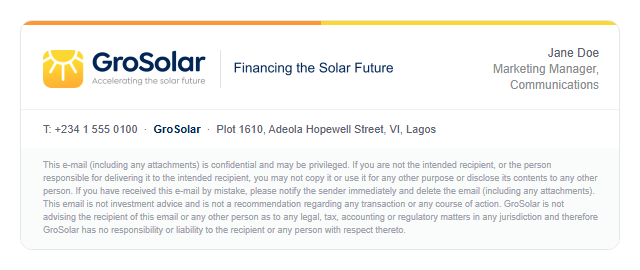 GroSolar
Accelerating the solar future
Financing the Solar Future
Jane Doe
Marketing Manager,
Communications
T: +234 1 555 0100 · GroSolar · Plot 1610, Adeola Hopewell Street, VI, Lagos
This e-mail (including any attachments) is confidential and may be privileged. If you are not the intended recipient, or the person
responsible for delivering it to the intended recipient, you may not copy it or use it for any other purpose or disclose its contents to any other
person. If you have received this e-mail by mistake, please notify the sender immediately and delete the email (including any attachments).
This email is not investment advice and is not a recommendation regarding any transaction or any course of action. GroSolar is not
advising the recipient of this email or any other person as to any legal, tax, accounting or regulatory matters in any jurisdiction and therefore
GroSolar has no responsibility or liability to the recipient or any person with respect thereto.